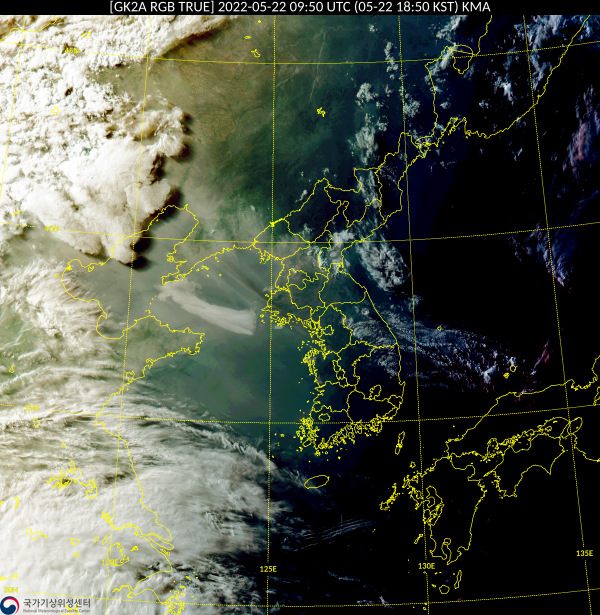 [GK2A RGB TRUE] 2022-05-22 09:50 UTC (05-22 18:50 KST) KMA
135E
130E
125E
국가기상위성센터
National Meteorological Satellite Center